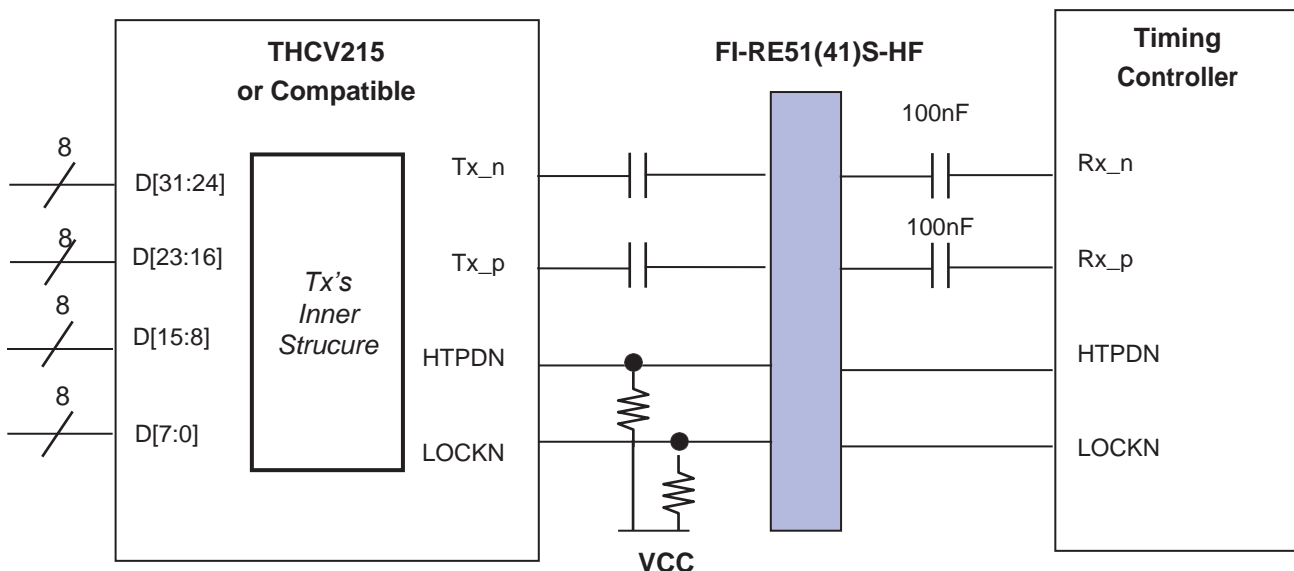 THCV215
or Compatible
FI-RE51(41)S-HF
Timing
Controller
8
D[31:24]
8
D[23:16]
8
D[15:8]
8
D[7:0]
Tx's
Inner
Strucure
Tx_n
Tx_p
HTPDN
LOCKN
VCC
100nF
100nF
Rx_n
Rx_p
HTPDN
LOCKN